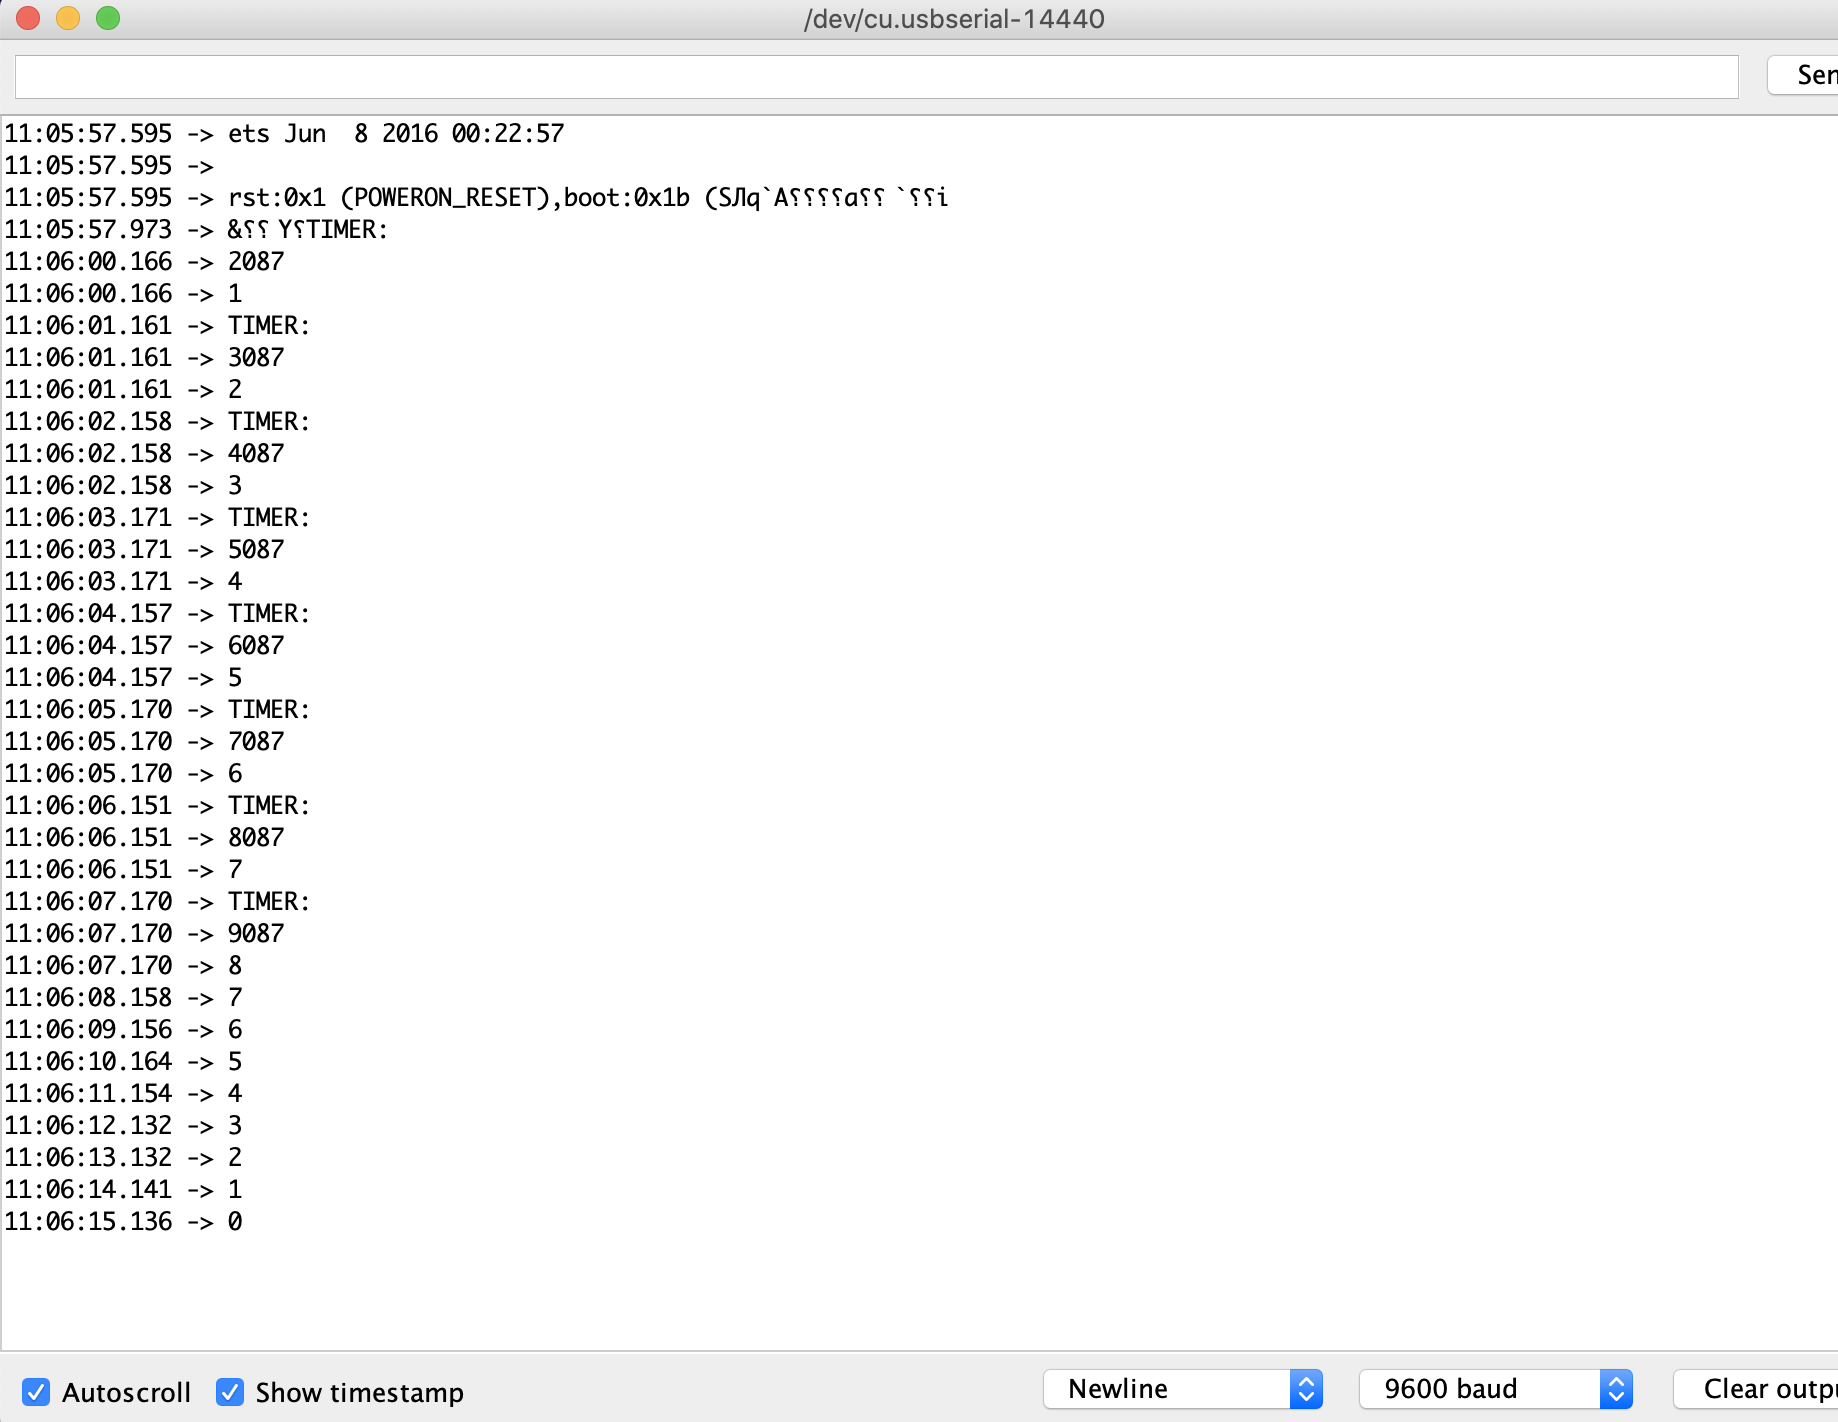 /dev/cu.usbserial-14440
Sen
11:05:57.595 -> ets Jun  8 2016 00:22:57
11:05:57.595 ->
11:05:57.595 -> rst:0x1 (POWERON_RESET),boot:0x1b (SЛq`A⸮⸮⸮⸮a⸮⸮ `⸮⸮i
11:05:57.973 -> &⸮⸮ Y⸮TIMER:
11:06:00.166 -> 2087
11:06:00.166 -> 1
11:06:01.161 -> TIMER:
11:06:01.161 -> 3087
11:06:01.161 -> 2
11:06:02.158 -> TIMER:
11:06:02.158 -> 4087
11:06:02.158 -> 3
11:06:03.171 -> TIMER:
11:06:03.171 -> 5087
11:06:03.171 -> 4
11:06:04.157 -> TIMER:
11:06:04.157 -> 6087
11:06:04.157 -> 5
11:06:05.170 -> TIMER:
11:06:05.170 -> 7087
11:06:05.170 -> 6
11:06:06.151 -> TIMER:
11:06:06.151 -> 8087
11:06:06.151 -> 7
11:06:07.170 -> TIMER:
11:06:07.170 -> 9087
11:06:07.170 -> 8
11:06:08.158 -> 7
11:06:09.156 -> 6
11:06:10.164 -> 5
11:06:11.154 -> 4
11:06:12.132 -> 3
11:06:13.132 -> 2
11:06:14.141 -> 1
11:06:15.136 -> 0
Autoscroll Show timestamp Newline 9600 baud Clear outpu